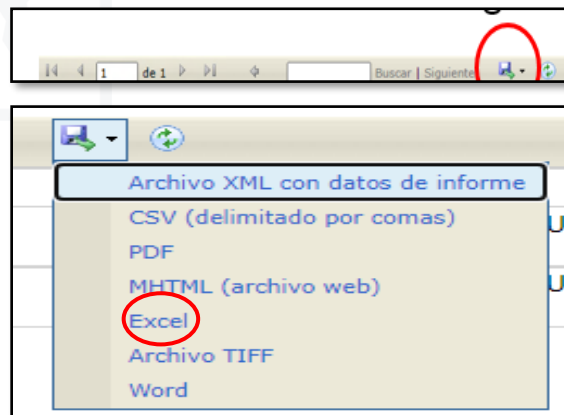 1 de 1 Buscar | Siguiente
Archivo XML con datos de informe
CSV (delimitado por comas)
U
PDF
MHTML (archivo web)
U
Excel
Archivo TIFF
Word